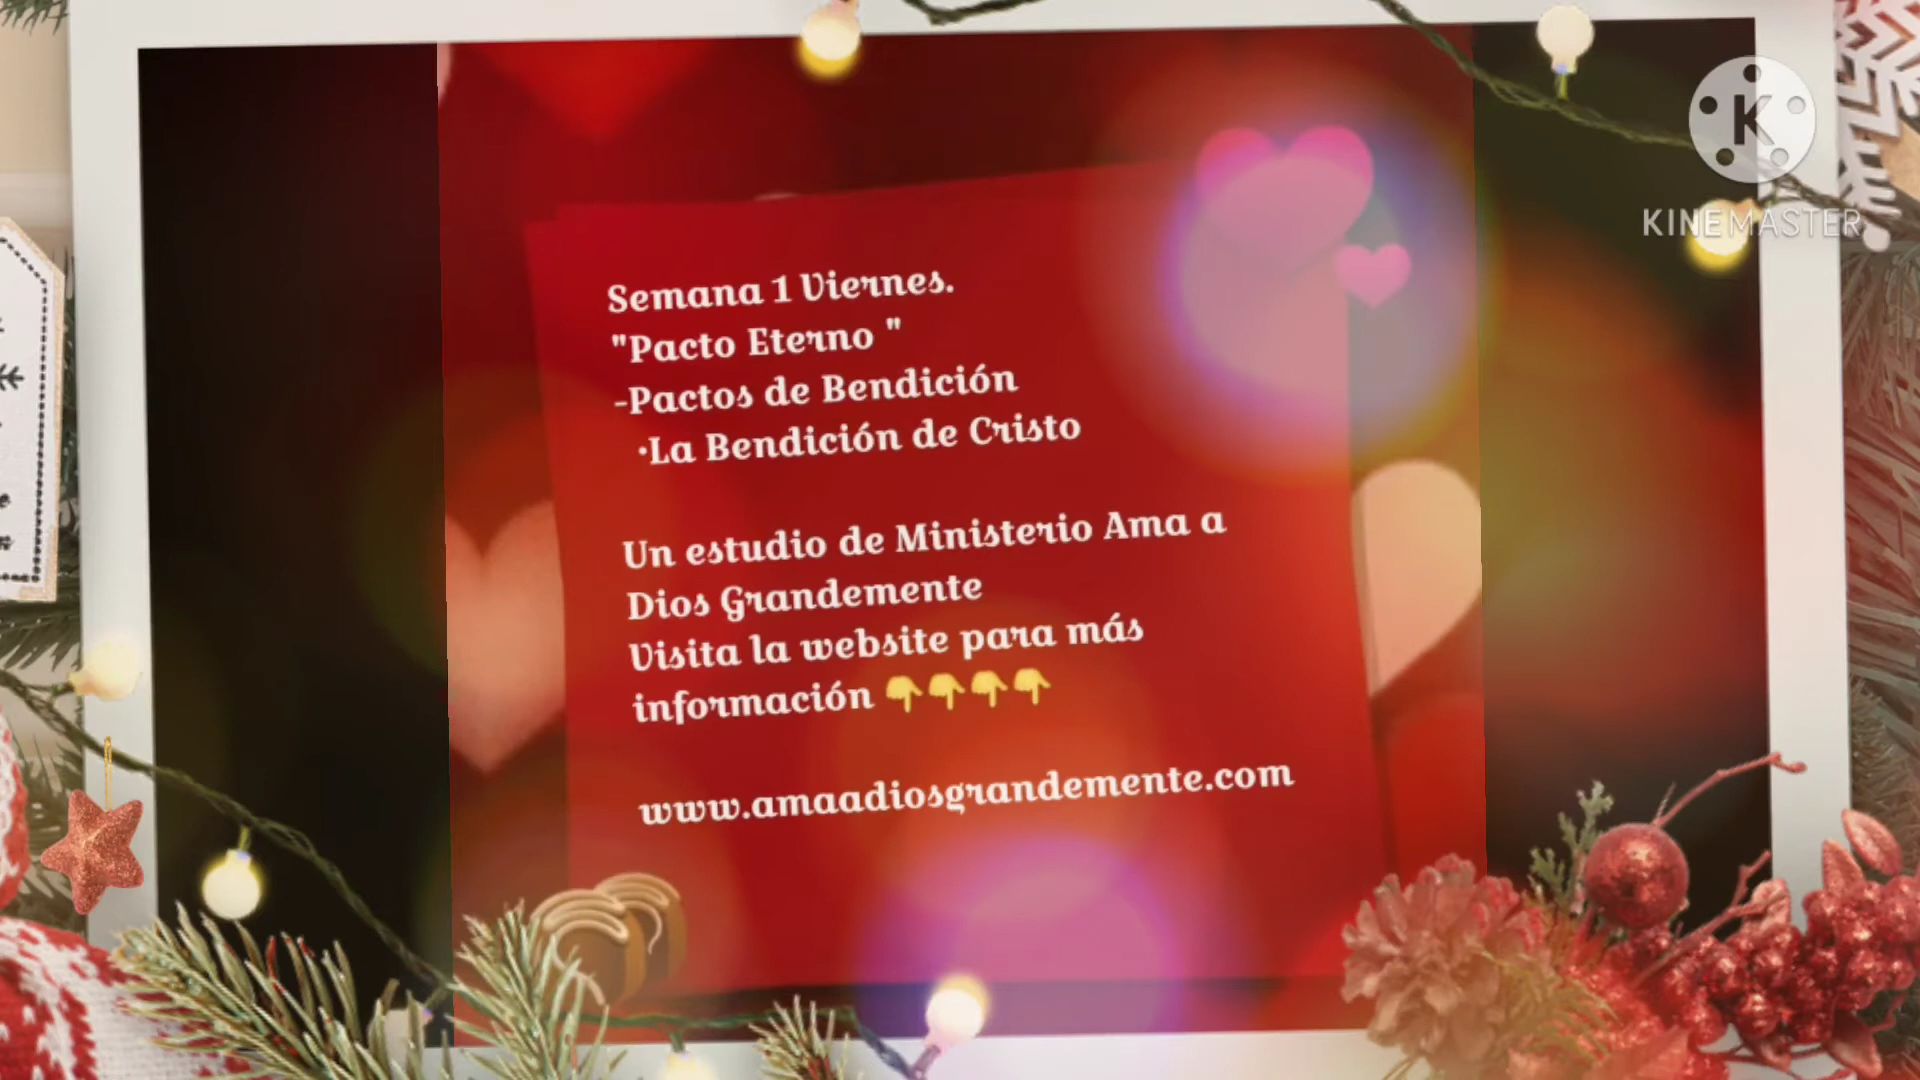 Semana 1 Viernes.
"Pacto Eterno "
-Pactos de Bendición
•La Bendición de Cristo
Un estudio de Ministerio Ama a
Dios Grandemente
Visita la website para más
información 👇👇👇👇
www.amaadiosgrandemente.com
K
KINEMASTER